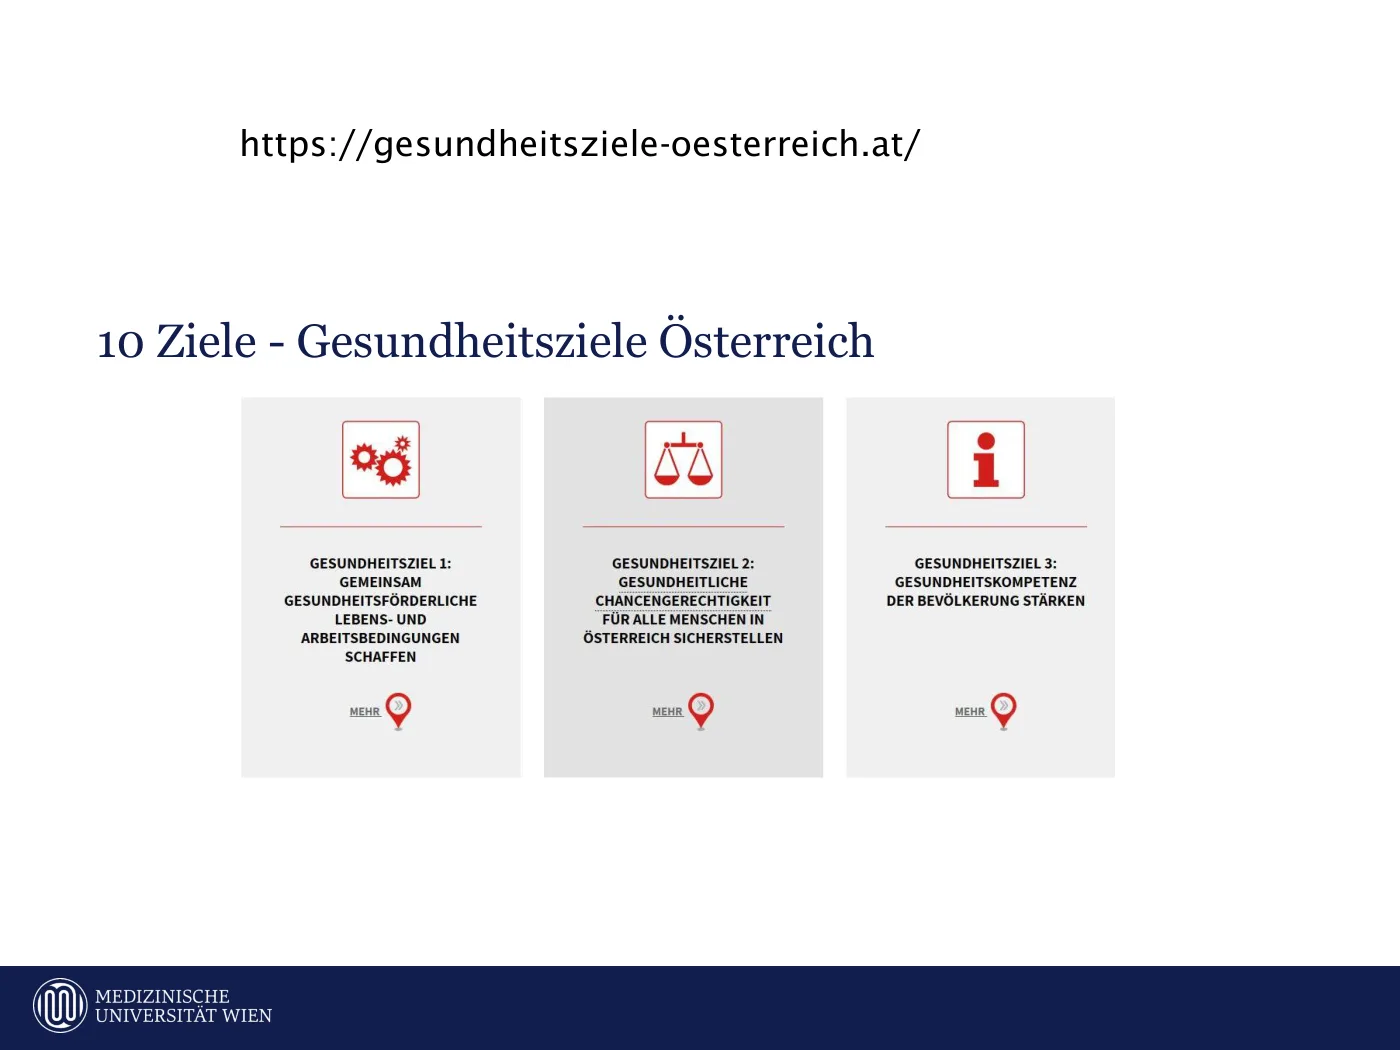 https://gesundheitsziele-oesterreich.at/
10 Ziele - Gesundheitsziele Österreich
GESUNDHEITSZIEL 1:
GEMEINSAM
GESUNDHEITSFÖRDERLICHE
LEBENS- UND
ARBEITSBEDINGUNGEN
SCHAFFEN
MEHR
GESUNDHEITSZIEL 2:
GESUNDHEITLICHE
CHANCENGERECHTIGKEIT
FÜR ALLE MENSCHEN IN
ÖSTERREICH SICHERSTELLEN
MEHR
GESUNDHEITSZIEL 3:
GESUNDHEITSKOMPETENZ
DER BEVÖLKERUNG STÄRKEN
MEHR
MEDIZINISCHE
UNIVERSITÄT WIEN